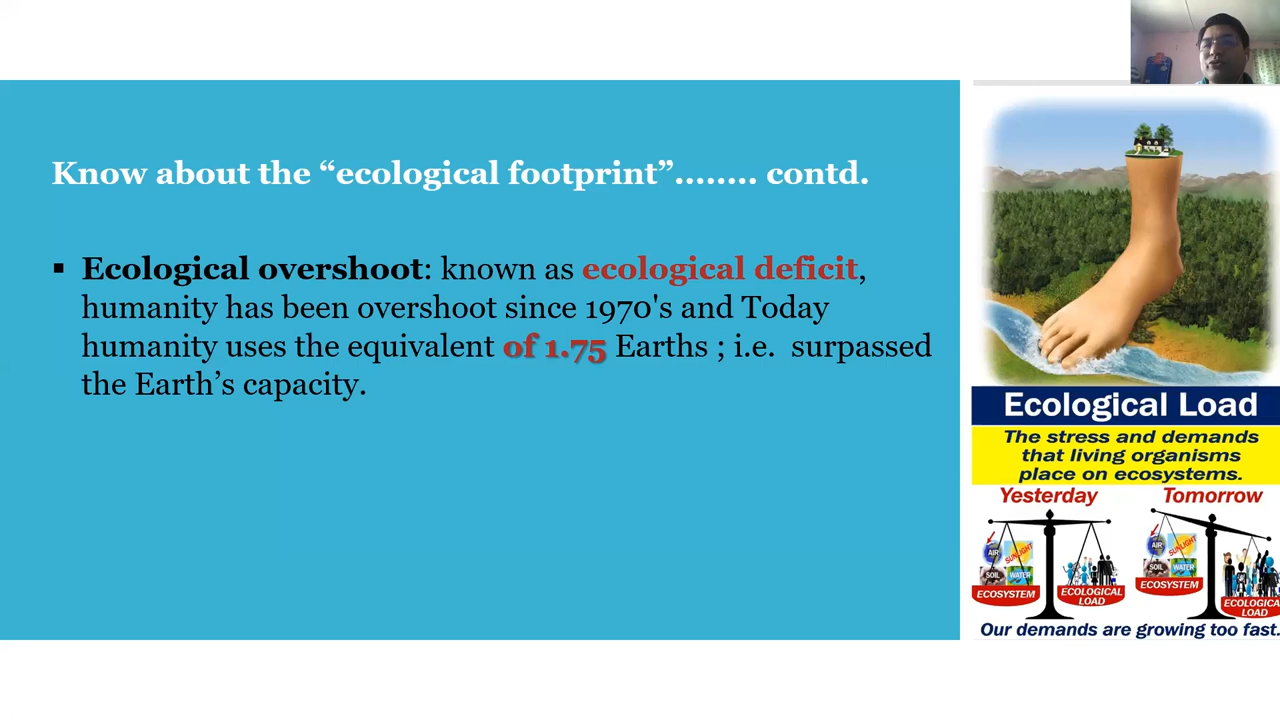 Know about the “ecological footprint”........ contd.
▪ Ecological overshoot: known as ecological deficit,
humanity has been overshoot since 1970's and Today
humanity uses the equivalent of 1.75 Earths ; i.e. surpassed
the Earth’s capacity.
Ecological Load
The stress and demands
that living organisms
place on ecosystems.
Yesterday
Tomorrow
AIR
SUNLIGHT
SOIL
WATER
ECOSYSTEM
ECOLOGICAL
LOAD
AIR
SUNLIGHT
SOIL
WATER
ECOSYSTEM
ECOLOGICA
LOAD
Our demands are growing too fast.